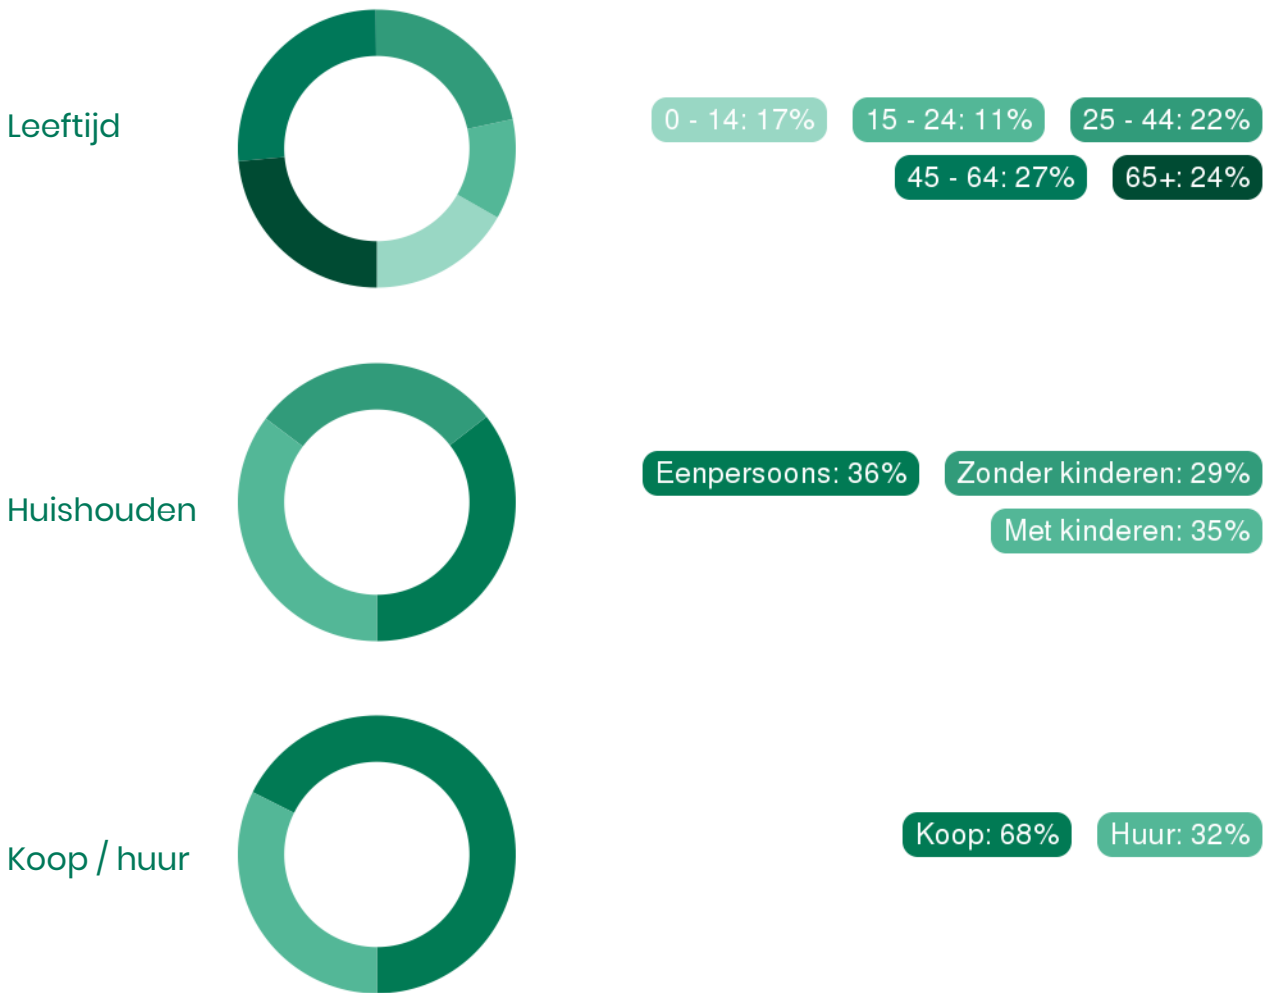 Leeftijd
0 - 14: 17% 15 - 24: 11% 25 - 44: 22%
45 - 64: 27% 65+: 24%
Huishouden
Eenpersoons: 36% Zonder kinderen: 29%
Met kinderen: 35%
Koop / huur
Koop: 68% Huur: 32%